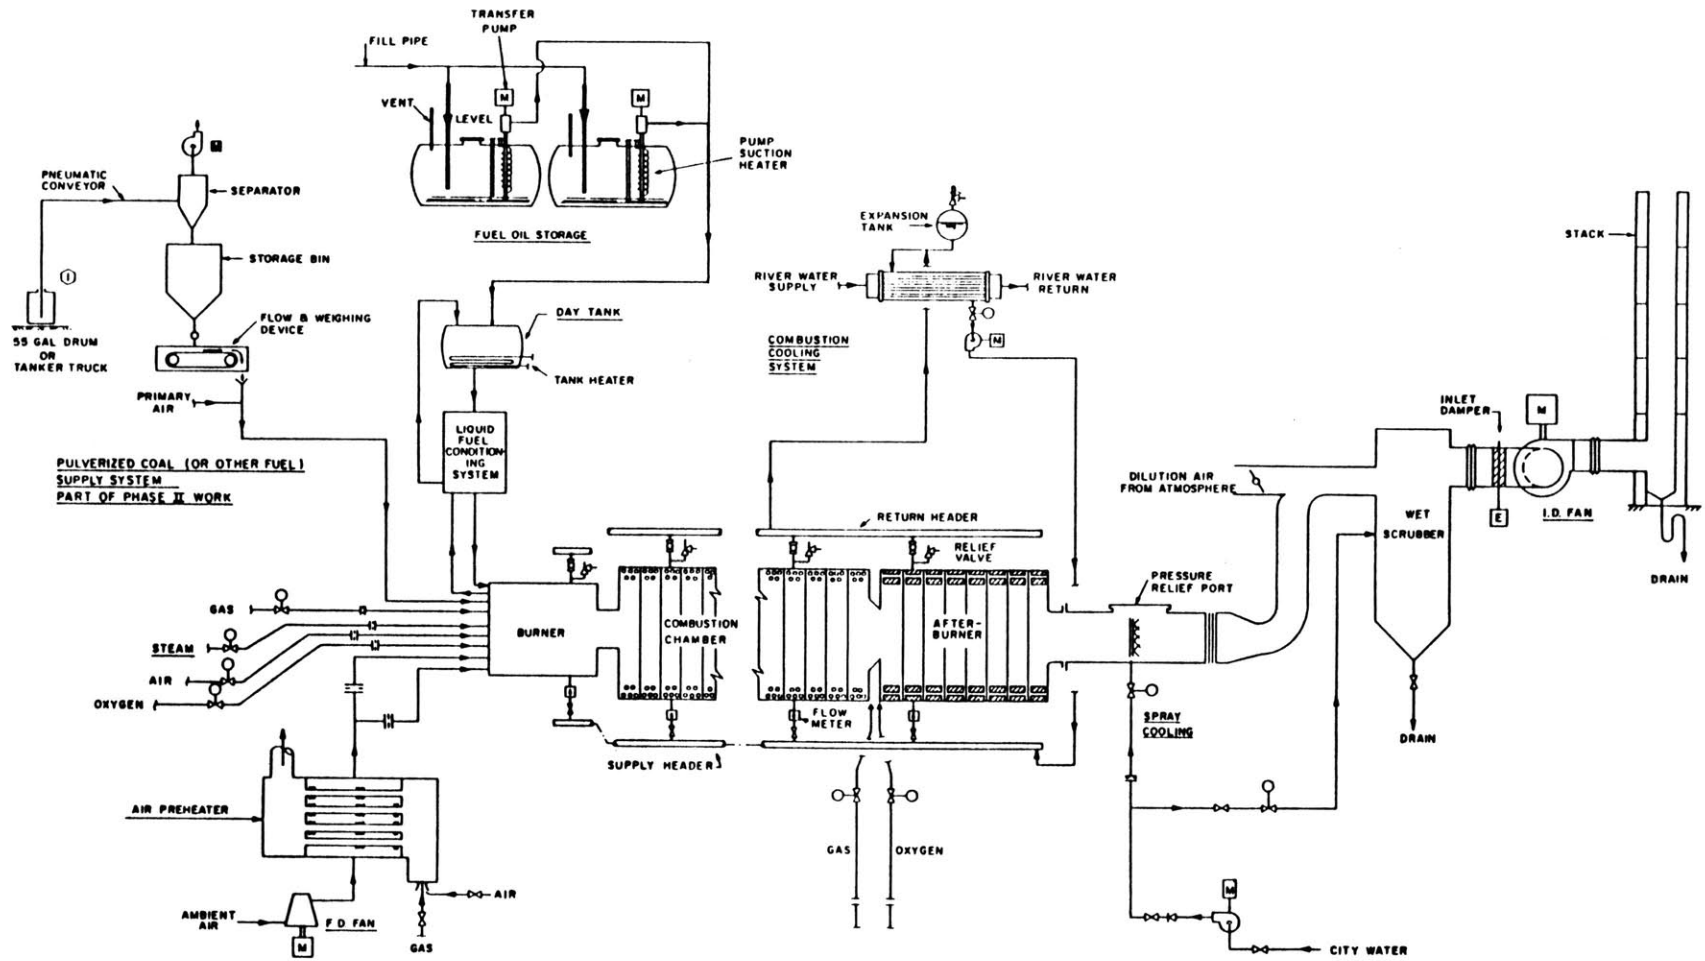 TRANSFER
PUMP
FILL PIPE
M
M
VENT
LEVEL
PUMP
SUCTION
HEATER
FUEL OIL STORAGE
M
PNEUMATIC
CONVEYOR
SEPARATOR
STORAGE BIN
1
FLOW & WEIGHING
DEVICE
55 GAL DRUM
OR
TANKER TRUCK
PRIMARY
AIR
PULVERIZED COAL (OR OTHER FUEL)
SUPPLY SYSTEM
PART OF PHASE II WORK
DAY TANK
TANK HEATER
LIQUID
FUEL
CONDITION-
ING
SYSTEM
EXPANSION
TANK
RIVER WATER
SUPPLY
RIVER WATER
RETURN
M
COMBUSTION
COOLING
SYSTEM
STACK
INLET
DAMPER
M
DILUTION AIR
FROM ATMOSPHERE
E
I.D. FAN
WET
SCRUBBER
DRAIN
DRAIN
RETURN HEADER
RELIEF
VALVE
PRESSURE
RELIEF PORT
GAS
STEAM
AIR
OXYGEN
BURNER
COMBUSTION
CHAMBER
AFTER-
BURNER
FLOW
METER
SUPPLY HEADER
SPRAY
COOLING
AIR PREHEATER
AMBIENT
AIR
F D FAN
M
AIR
GAS
GAS
OXYGEN
M
CITY WATER